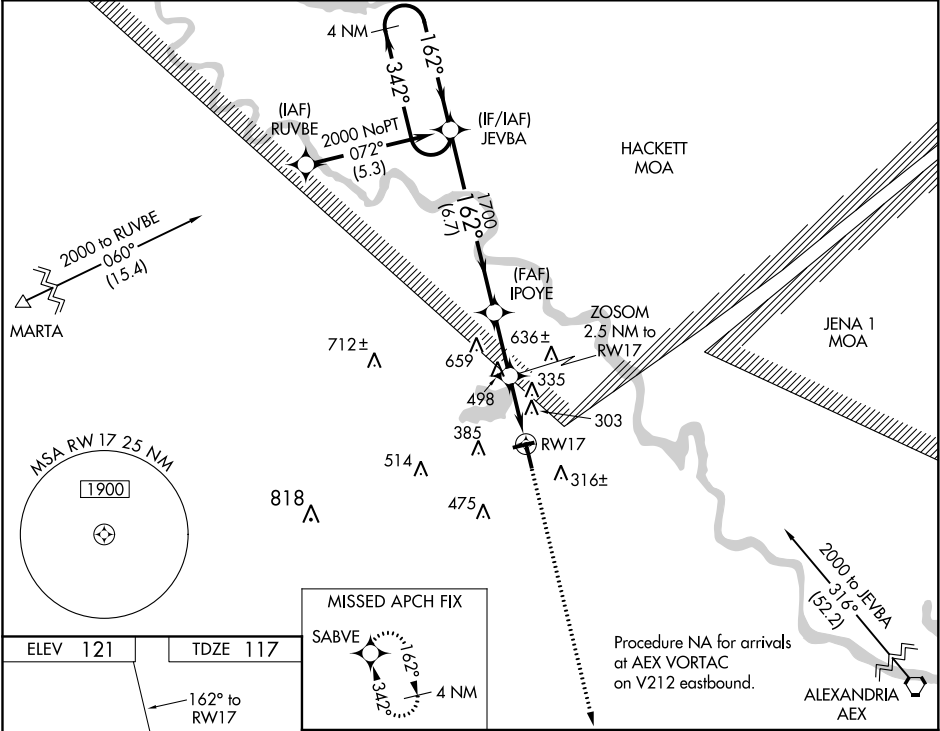 4 NM
162°
342°
(IAF)
RUVBE
2000 NoPT
072°
(5.3)
(IF/IAF)
JEVBA
HACKETT
MOA
1700
162°
(6.7)
2000 to RUVBE
060°
(15.4)
MARTA
(FAF)
IPOYE
ZOSOM
2.5 NM to
RW17
JENA 1
MOA
712±
659
636±
498
335
303
385
RW17
514
316±
475
818
MSA RW 17 25 NM
1900
2000 to JEVBA
316°
(52.2)
ALEXANDRIA
AEX
Procedure NA for arrivals
at AEX VORTAC
on V212 eastbound.
MISSED APCH FIX
SABVE
162°
342°
4 NM
ELEV 121
TDZE 117
162° to
RW17